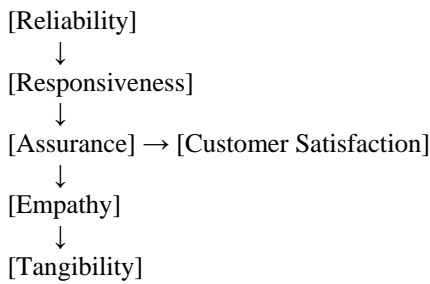 [Reliability]
↓
[Responsiveness]
↓
[Assurance] → [Customer Satisfaction]
↓
[Empathy]
↓
[Tangibility]